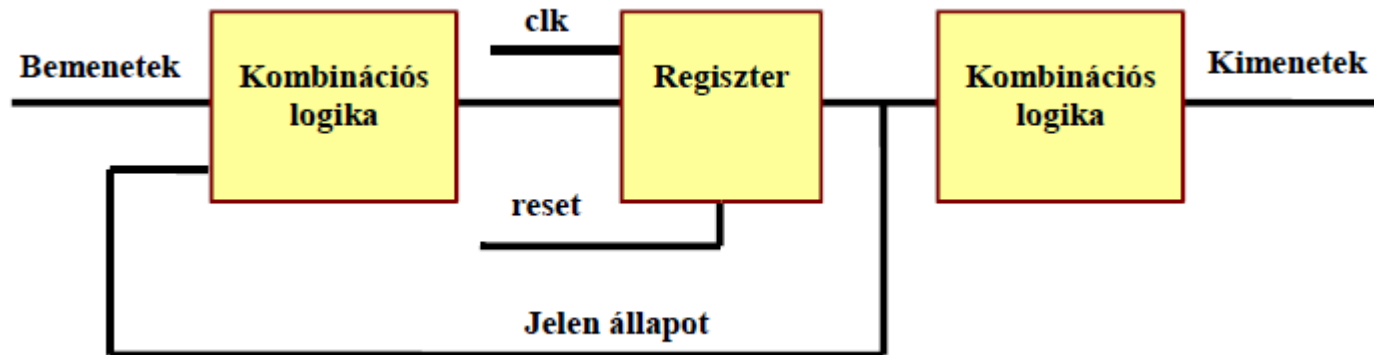 clk
Bemenetek
Kombinációs
logika
Regiszter
Kombinációs
logika
Kimenetek
reset
Jelen állapot